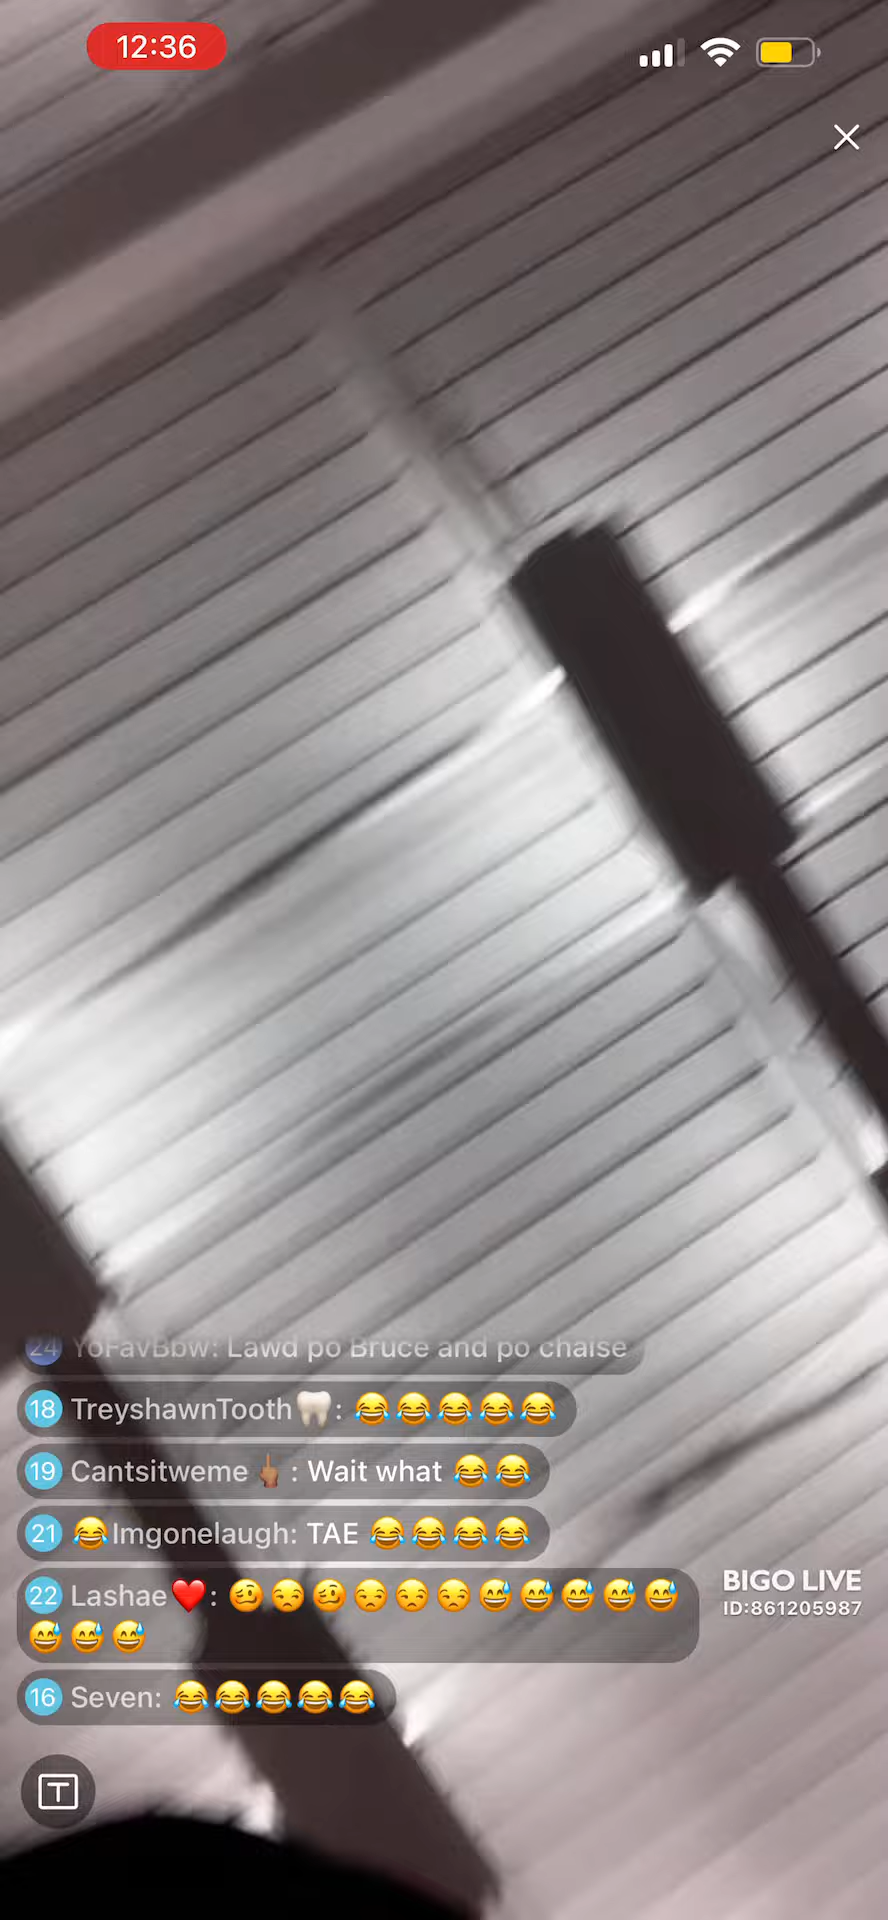 12:36
24 YoFavBbw: Lawd po Bruce and po chaise
18 TreyshawnTooth🦷: 😂😂😂😂😂
19 Cantsitweme🖕🏽: Wait what 😂😂
21 😂Imgonelaugh: TAE 😂😂😂😂
22 Lashae❤️: 🥴😒🥴😒😒😒😅😅😅😅😅
😅😅😅
BIGO LIVE
ID:861205987
16 Seven: 😂😂😂😂😂
T